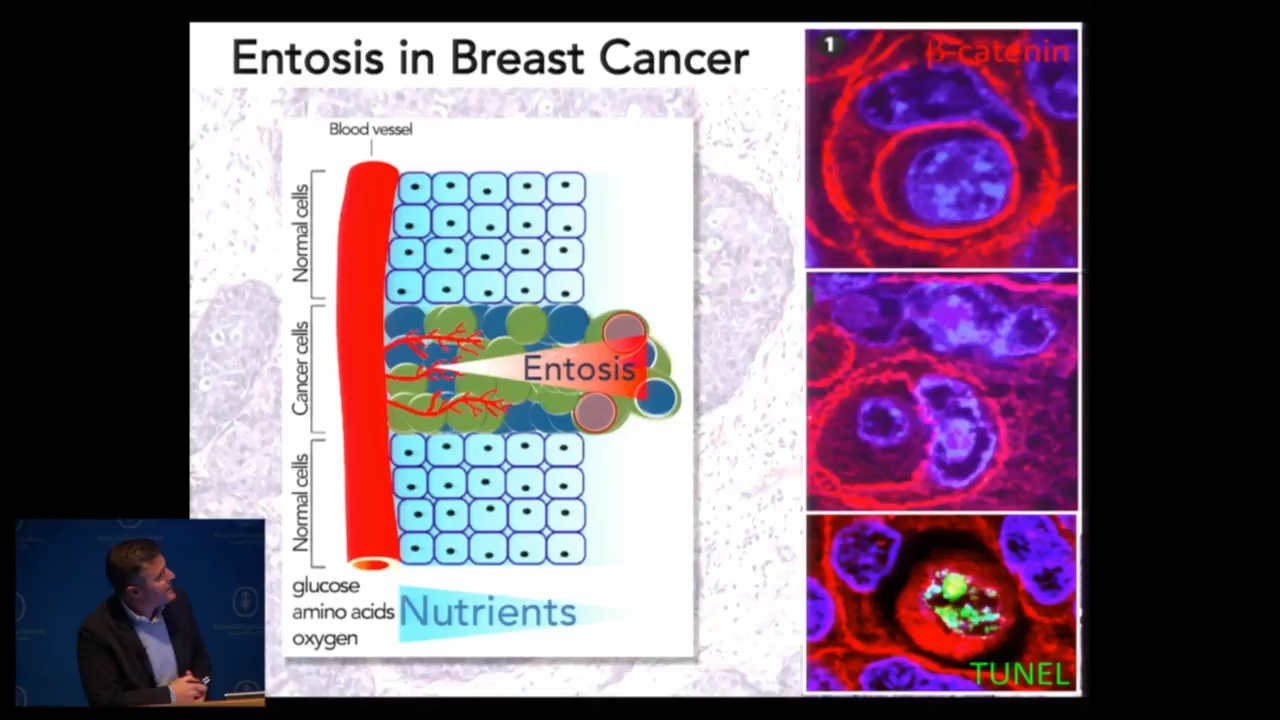 Entosis in Breast Cancer
Blood vessel
Normal cells
Cancer cells
Normal cells
Entosis
glucose
amino acids
oxygen
Nutrients
1
β-catenin
TUNEL